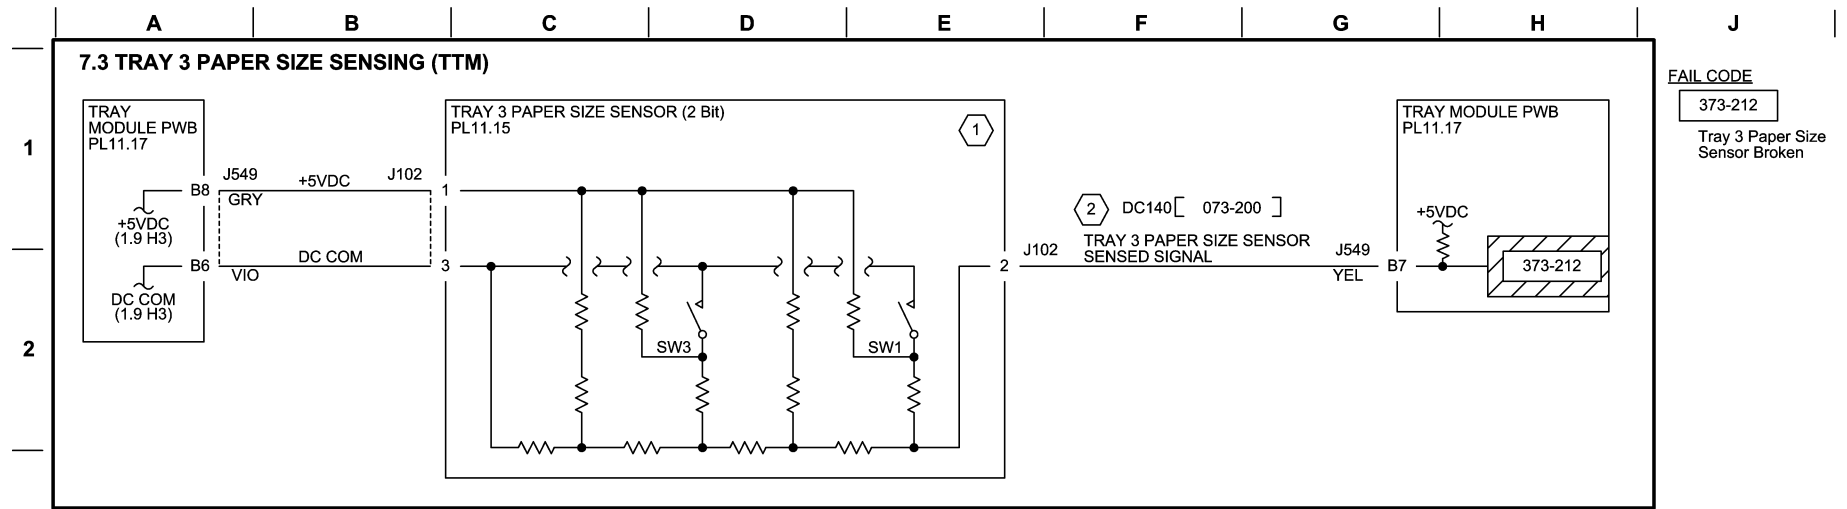 A B C D E F G H J
7.3 TRAY 3 PAPER SIZE SENSING (TTM)
FAIL CODE
373-212
Tray 3 Paper Size
Sensor Broken
1
2
TRAY
MODULE PWB
PL11.17
B8
+5VDC
(1.9 H3)
B6
DC COM
(1.9 H3)
J549
+5VDC
J102
GRY
DC COM
VIO
TRAY 3 PAPER SIZE SENSOR (2 Bit)
PL11.15
1
1
3
SW3
SW1
2
J102
2 DC140 [ 073-200 ]
TRAY 3 PAPER SIZE SENSOR
SENSED SIGNAL
J549
YEL
TRAY MODULE PWB
PL11.17
+5VDC
B7
373-212